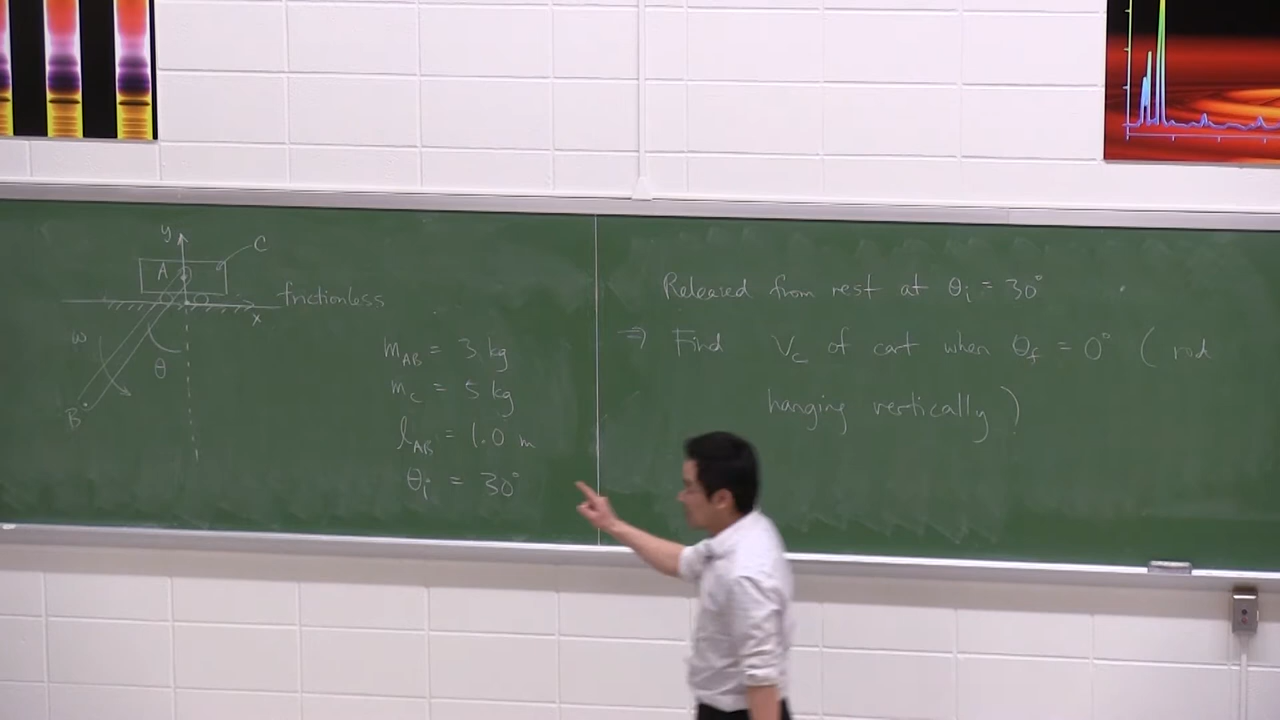 y
C
A
frictionless
x
ω
θ
B
m_AB = 3 kg
m_C = 5 kg
l_AB = 1.0 m
θ_i = 30°
Released from rest at θ_i = 30°
⇒ Find V_C of cart when θ_f = 0° (rod
hanging vertically)